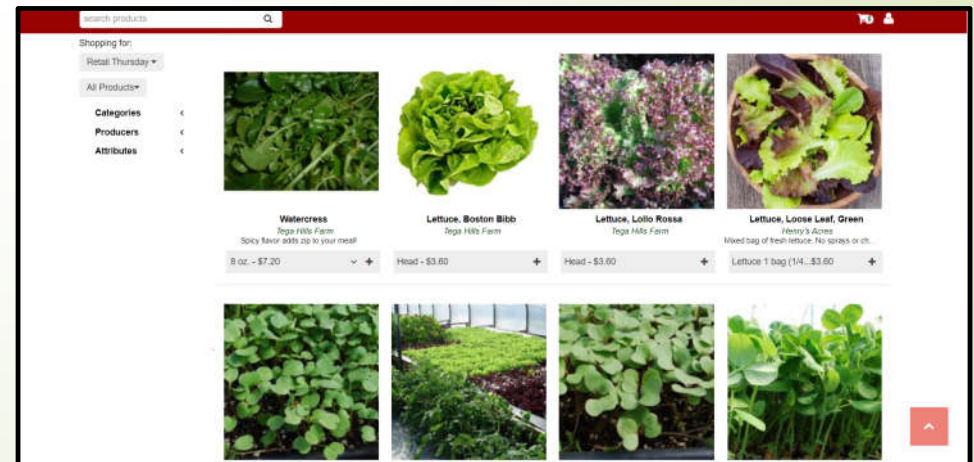 search products
Shopping for:
Retail Thursday
All Products
Categories
Producers
Attributes
Watercress
Tega Hills Farm
Spicy flavor adds zip to your meal!
8 oz. - $7.20
Lettuce, Boston Bibb
Tega Hills Farm
Head - $3.60
Lettuce, Lollo Rossa
Tega Hills Farm
Head - $3.60
Lettuce, Loose Leaf, Green
Henry's Acres
Mixed bag of fresh lettuce. No sprays or ch...
Lettuce 1 bag (1/4...$3.60